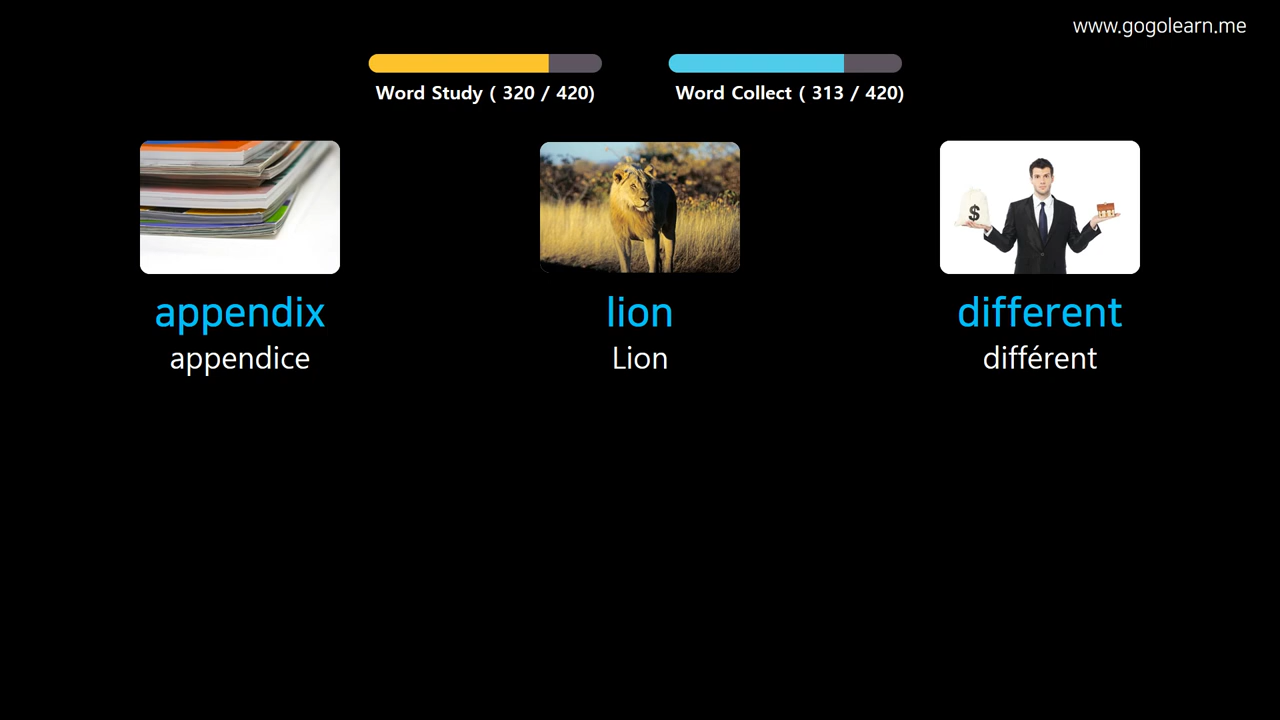 www.gogolearn.me
Word Study ( 320 / 420)
Word Collect ( 313 / 420)
$
appendix
appendice
lion
Lion
different
différent